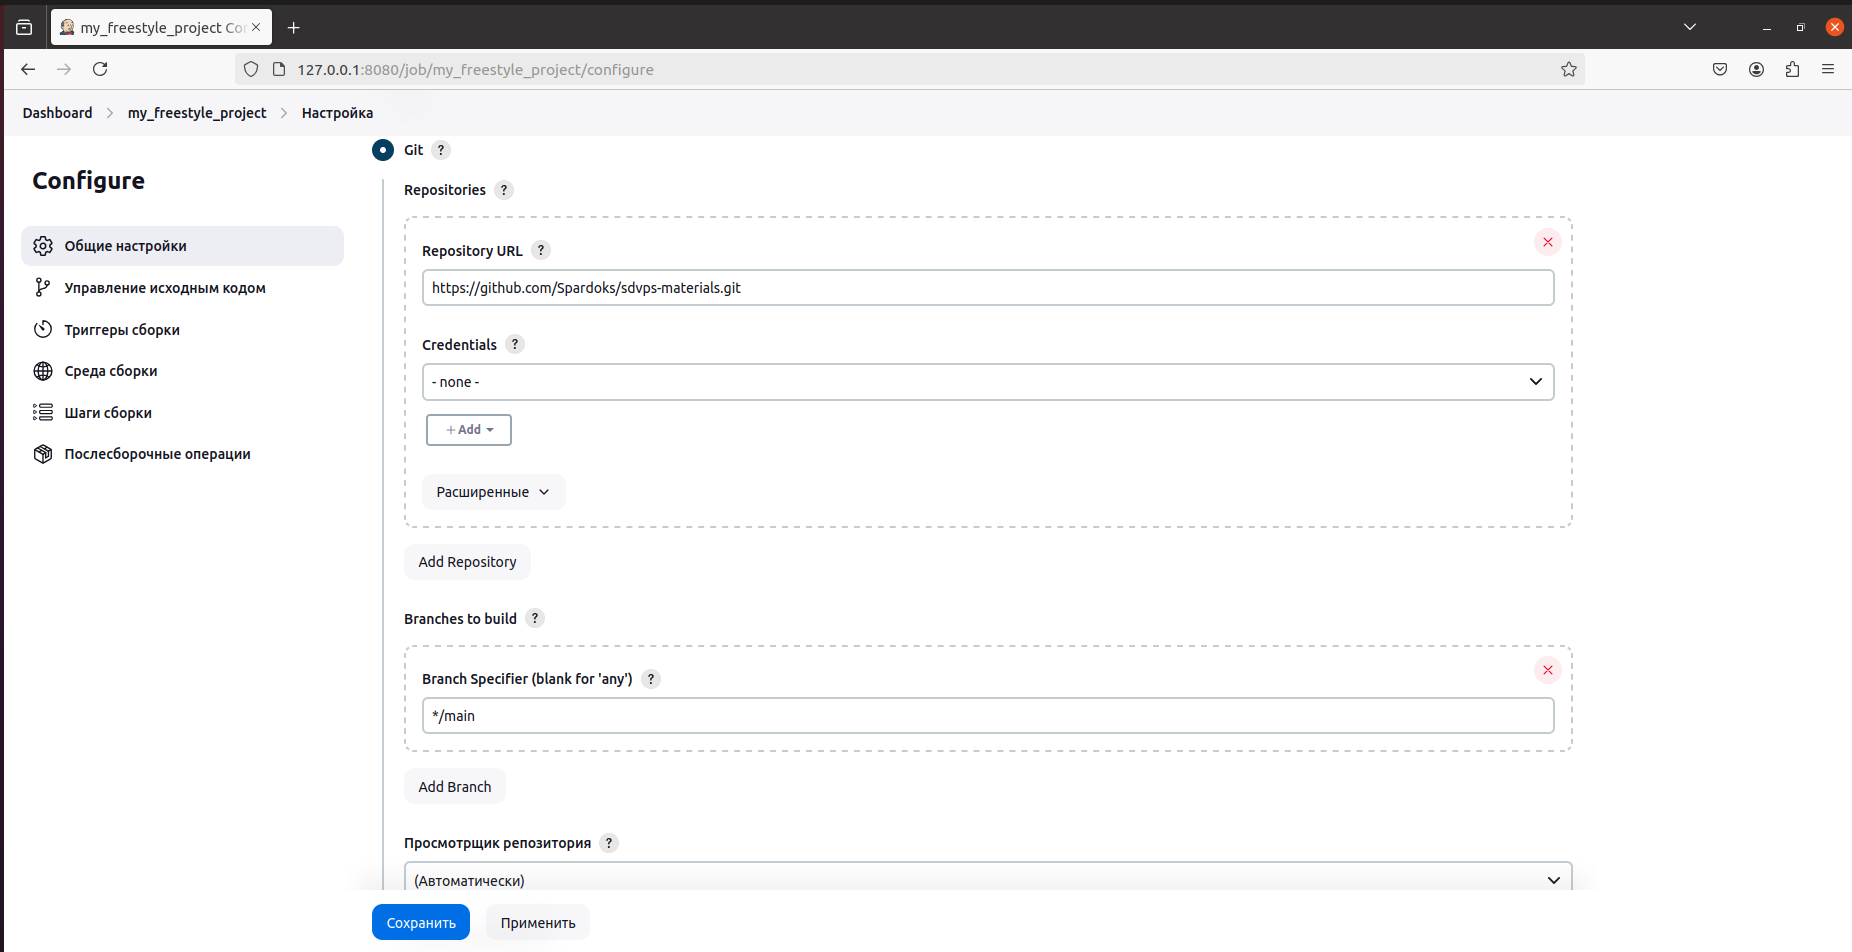 my_freestyle_project Co
127.0.0.1:8080/job/my_freestyle_project/configure
Dashboard my_freestyle_project Настройка
Configure
Общие настройки
Управление исходным кодом
Триггеры сборки
Среда сборки
Шаги сборки
Послесборочные операции
Git ?
Repositories ?
Repository URL ?
https://github.com/Spardoks/sdvps-materials.git
Credentials ?
- none -
+ Add
Расширенные
Add Repository
Branches to build ?
Branch Specifier (blank for 'any') ?
*/main
Add Branch
Просмотрщик репозитория ?
(Автоматически)
Сохранить Применить